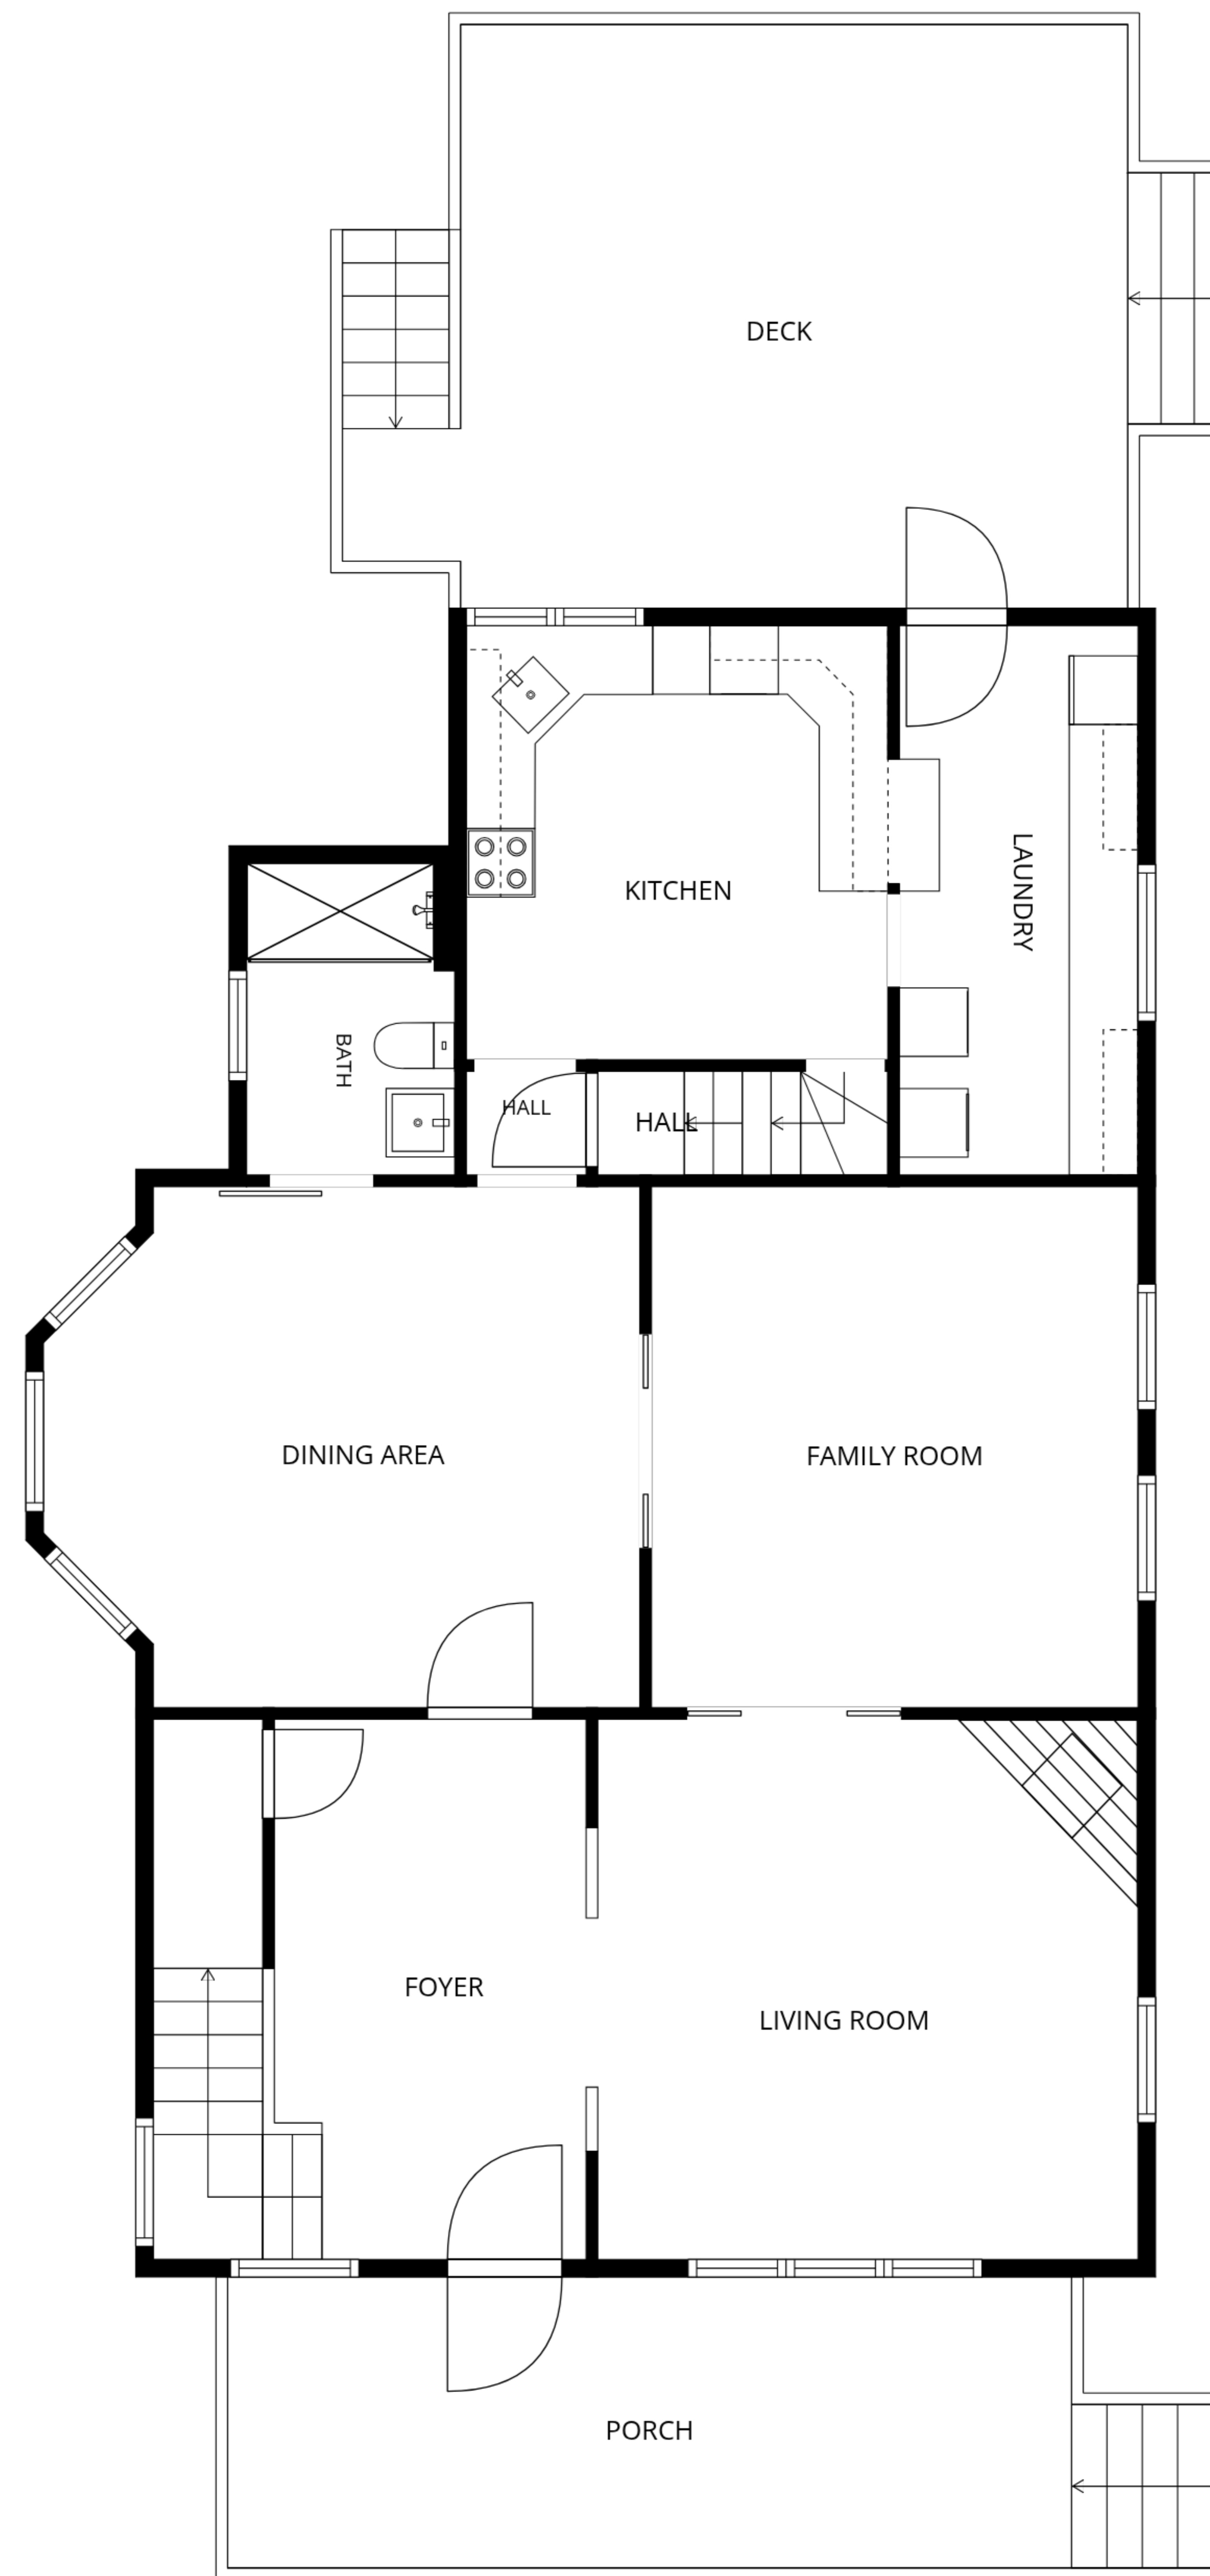 DECK
KITCHEN
LAUNDRY
BATH
HALL
HALL
DINING AREA
FAMILY ROOM
FOYER
LIVING ROOM
PORCH